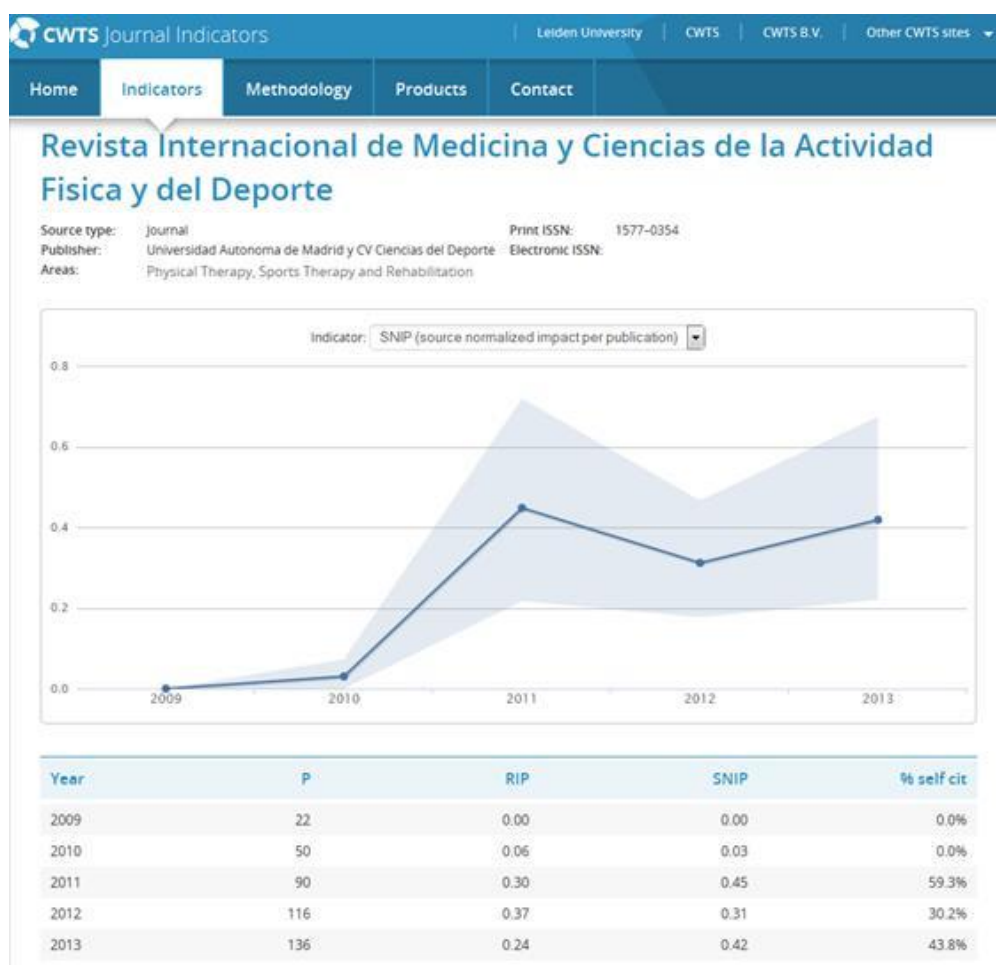 CWTS Journal Indicators
Leiden University | CWTS | CWTS B.V. | Other CWTS sites
Home Indicators Methodology Products Contact
Revista Internacional de Medicina y Ciencias de la Actividad
Fisica y del Deporte
Source type: Journal Print ISSN: 1577-0354
Publisher: Universidad Autonoma de Madrid y CV Ciencias del Deporte Electronic ISSN:
Areas: Physical Therapy, Sports Therapy and Rehabilitation
Indicator: SNIP (source normalized impact per publication)
0.8
0.6
0.4
0.2
0.0
2009 2010 2011 2012 2013
Year P RIP SNIP % self cit
2009 22 0.00 0.00 0.0%
2010 50 0.06 0.03 0.0%
2011 90 0.30 0.45 59.3%
2012 116 0.37 0.31 30.2%
2013 136 0.24 0.42 43.8%